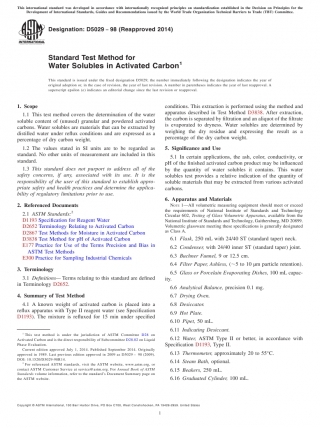 This international standard was developed in accordance with internationally recognized principles on standardization established in the Decision on Principles for the
Development of International Standards, Guides and Recommendations issued by the World Trade Organization Technical Barriers to Trade (TBT) Committee.
Designation: D5029 − 98 (Reapproved 2014)
Standard Test Method for
Water Solubles in Activated Carbon1
This standard is issued under the fixed designation D5029; the number immediately following the designation indicates the year of
original adoption or, in the case of revision, the year of last revision. A number in parentheses indicates the year of last reapproval. A
superscript epsilon (ε) indicates an editorial change since the last revision or reapproval.
1. Scope
1.1 This test method covers the determination of the water
soluble content of (unused) granular and powdered activated
carbons. Water solubles are materials that can be extracted by
distilled water under reflux conditions and are expressed as a
percentage of dry carbon weight.
1.2 The values stated in SI units are to be regarded as
standard. No other units of measurement are included in this
standard.
1.3 This standard does not purport to address all of the
safety concerns, if any, associated with its use. It is the
responsibility of the user of this standard to establish appro-
priate safety and health practices and determine the applica-
bility of regulatory limitations prior to use.
2. Referenced Documents
2.1 ASTM Standards:2
D1193 Specification for Reagent Water
D2652 Terminology Relating to Activated Carbon
D2867 Test Methods for Moisture in Activated Carbon
D3838 Test Method for pH of Activated Carbon
E177 Practice for Use of the Terms Precision and Bias in
ASTM Test Methods
E300 Practice for Sampling Industrial Chemicals
3. Terminology
3.1 Definitions— Terms relating to this standard are defined
in Terminology D2652.
4. Summary of Test Method
4.1 A known weight of activated carbon is placed into a
reflux apparatus with Type II reagent water (see Specification
D1193). The mixture is refluxed for 15 min under specified
1 This test method is under the jurisdiction of ASTM Committee D28 on
Activated Carbon and is the direct responsibility of Subcommittee D28.02 on Liquid
Phase Evaluation.
Current edition approved July 1, 2014. Published September 2014. Originally
approved in 1989. Last previous edition approved in 2009 as D5029 – 98 (2009).
DOI: 10.1520/D5029-98R14.
2 For referenced ASTM standards, visit the ASTM website, www.astm.org, or
contact ASTM Customer Service at service@astm.org. For Annual Book of ASTM
Standards volume information, refer to the standard's Document Summary page on
the ASTM website.
conditions. This extraction is performed using the method and
apparatus described in Test Method D3838. After extraction,
the carbon is separated by filtration and an aliquot of the filtrate
is evaporated to dryness. Water solubles are determined by
weighing the dry residue and expressing the result as a
percentage of the dry carbon weight.
5. Significance and Use
5.1 In certain applications, the ash, color, conductivity, or
pH of the finished activated carbon product may be influenced
by the quantity of water solubles it contains. This water
solubles test provides a relative indication of the quantity of
soluble materials that may be extracted from various activated
carbons.
6. Apparatus and Materials
NOTE 1—All volumetric measuring equipment should meet or exceed
the requirements of National Institute of Standards and Technology
Circular 602, Testing of Glass Volumetric Apparatus, available from the
National Institute of Standards and Technology, Gaithersburg, MD 20899.
Volumetric glassware meeting these specifications is generally designated
as Class A.
6.1 Flask, 250 mL, with 24/40 ST (standard taper) neck.
6.2 Condenser, with 24/40 inner ST (standard taper) joint.
6.3 Buchner Funnel, 9 or 12.5 cm.
6.4 Filter Paper, Ashless, (~5 to 10 µm particle retention).
6.5 Glass or Porcelain Evaporating Dishes, 100 mL capac-
ity.
6.6 Analytical Balance, precision 0.1 mg.
6.7 Drying Oven.
6.8 Desiccator.
6.9 Hot Plate.
6.10 Pipet, 50 mL.
6.11 Indicating Desiccant.
6.12 Water, ASTM Type II or better, in accordance with
Specification D1193, Type II.
6.13 Thermometer, approximately 20 to 55°C.
6.14 Steam Bath, optional.
6.15 Beakers, 250 mL.
6.16 Graduated Cylinder, 100 mL.
1